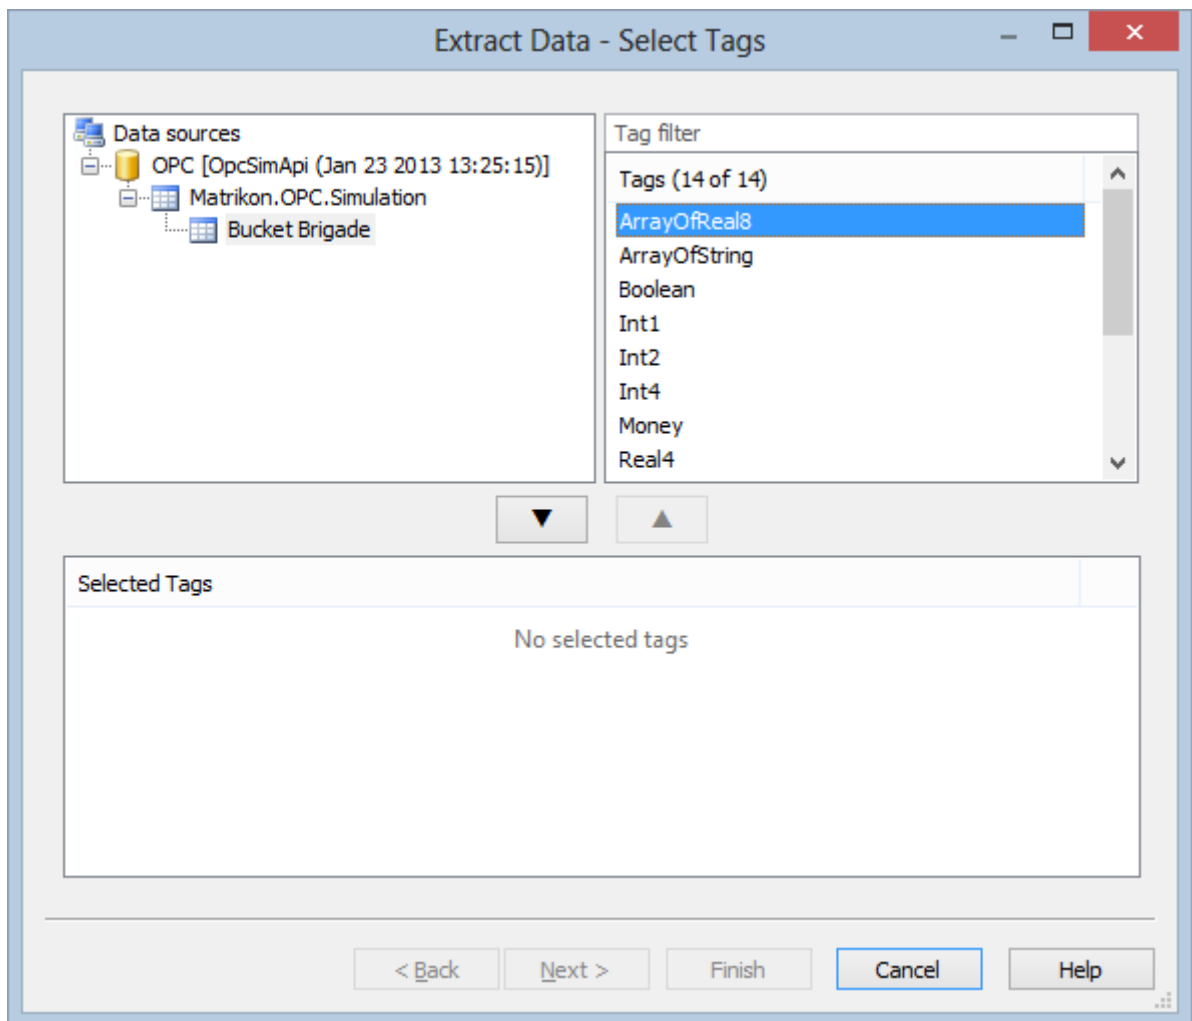 Extract Data - Select Tags
Data sources
OPC [OpcSimApi (Jan 23 2013 13:25:15)]
Matrikon.OPC.Simulation
Bucket Brigade
Tag filter
Tags (14 of 14)
ArrayOfReal8
ArrayOfString
Boolean
Int1
Int2
Int4
Money
Real4
Selected Tags
No selected tags
< Back
Next >
Finish
Cancel
Help